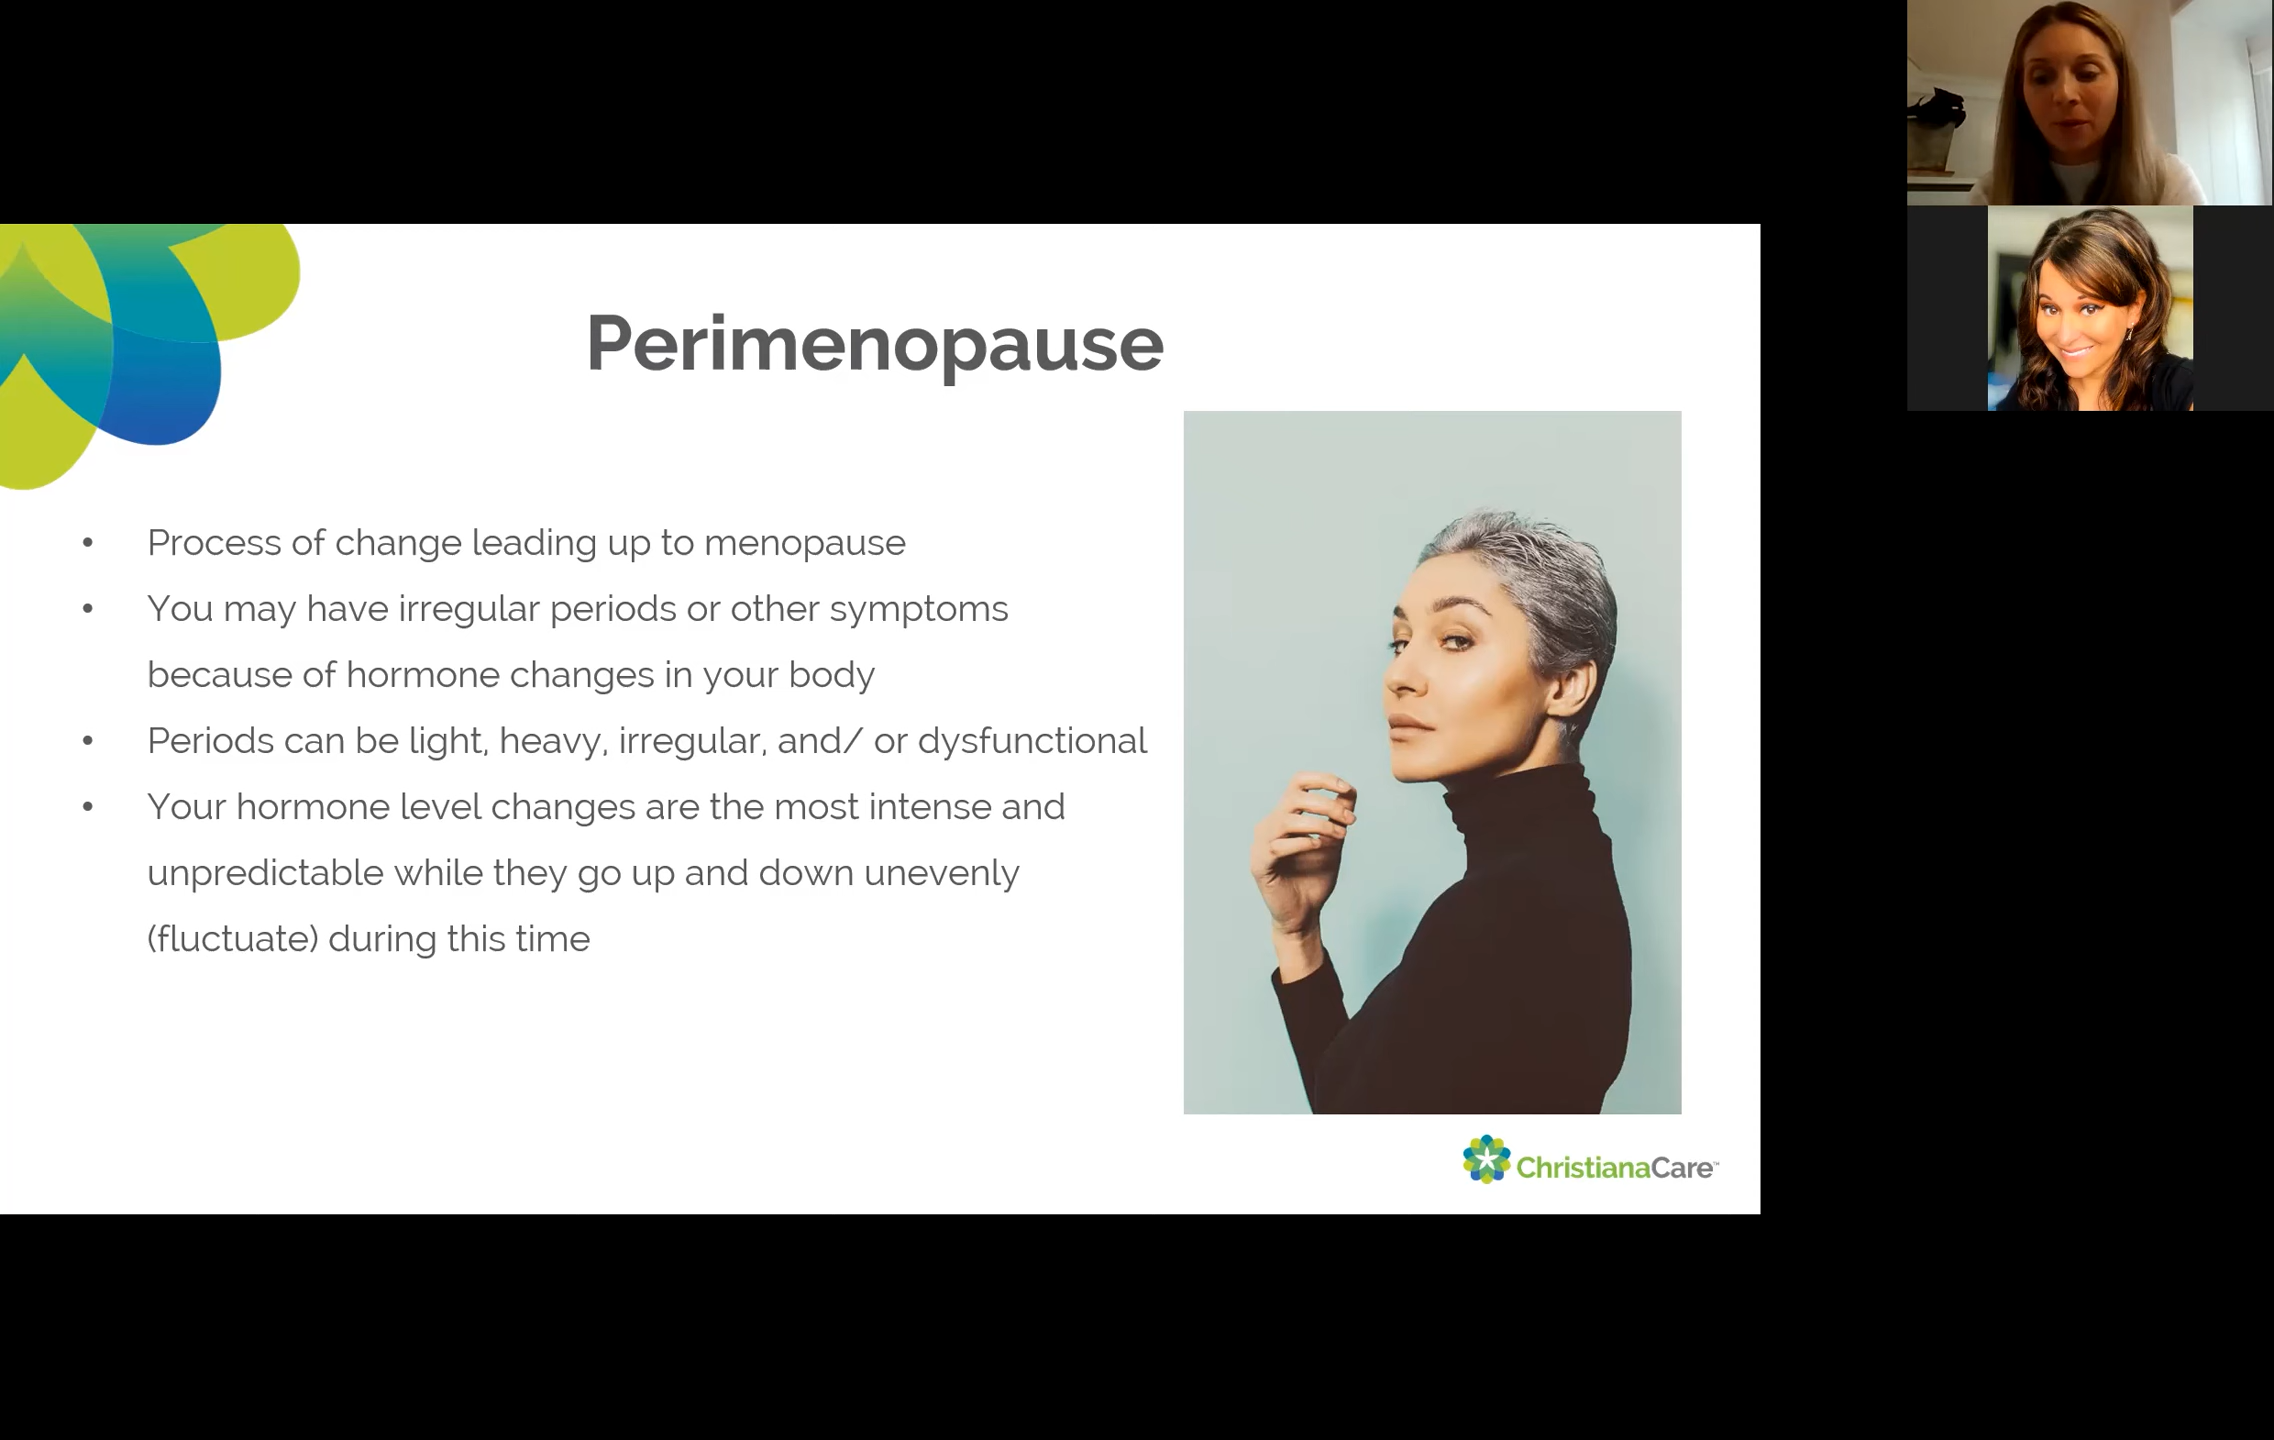 Perimenopause
• Process of change leading up to menopause
• You may have irregular periods or other symptoms
because of hormone changes in your body
• Periods can be light, heavy, irregular, and/ or dysfunctional
• Your hormone level changes are the most intense and
unpredictable while they go up and down unevenly
(fluctuate) during this time
ChristianaCare™